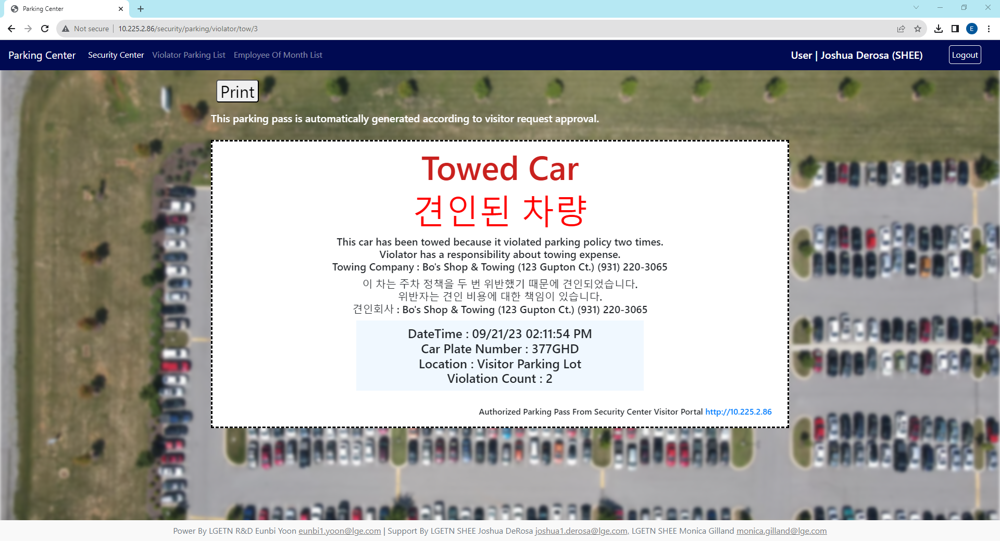 Parking Center
Not secure
10.225.2.86/security/parking/violator/tow/3
E
Parking Center
Security Center
Violator Parking List
Employee Of Month List
User | Joshua Derosa (SHEE)
Logout
Print
This parking pass is automatically generated according to visitor request approval.
Towed Car
견인된 차량
This car has been towed because it violated parking policy two times.
Violator has a responsibility about towing expense.
Towing Company : Bo's Shop & Towing (123 Gupton Ct.) (931) 220-3065
이 차는 주차 정책을 두 번 위반했기 때문에 견인되었습니다.
위반자는 견인 비용에 대한 책임이 있습니다.
견인회사 : Bo's Shop & Towing (123 Gupton Ct.) (931) 220-3065
DateTime : 09/21/23 02:11:54 PM
Car Plate Number : 377GHD
Location : Visitor Parking Lot
Violation Count : 2
Authorized Parking Pass From Security Center Visitor Portal http://10.225.2.86
Power By LGETN R&D Eunbi Yoon eunbi1.yoon@lge.com | Support By LGETN SHEE Joshua DeRosa joshua1.derosa@lge.com, LGETN SHEE Monica Gilland monica.gilland@lge.com